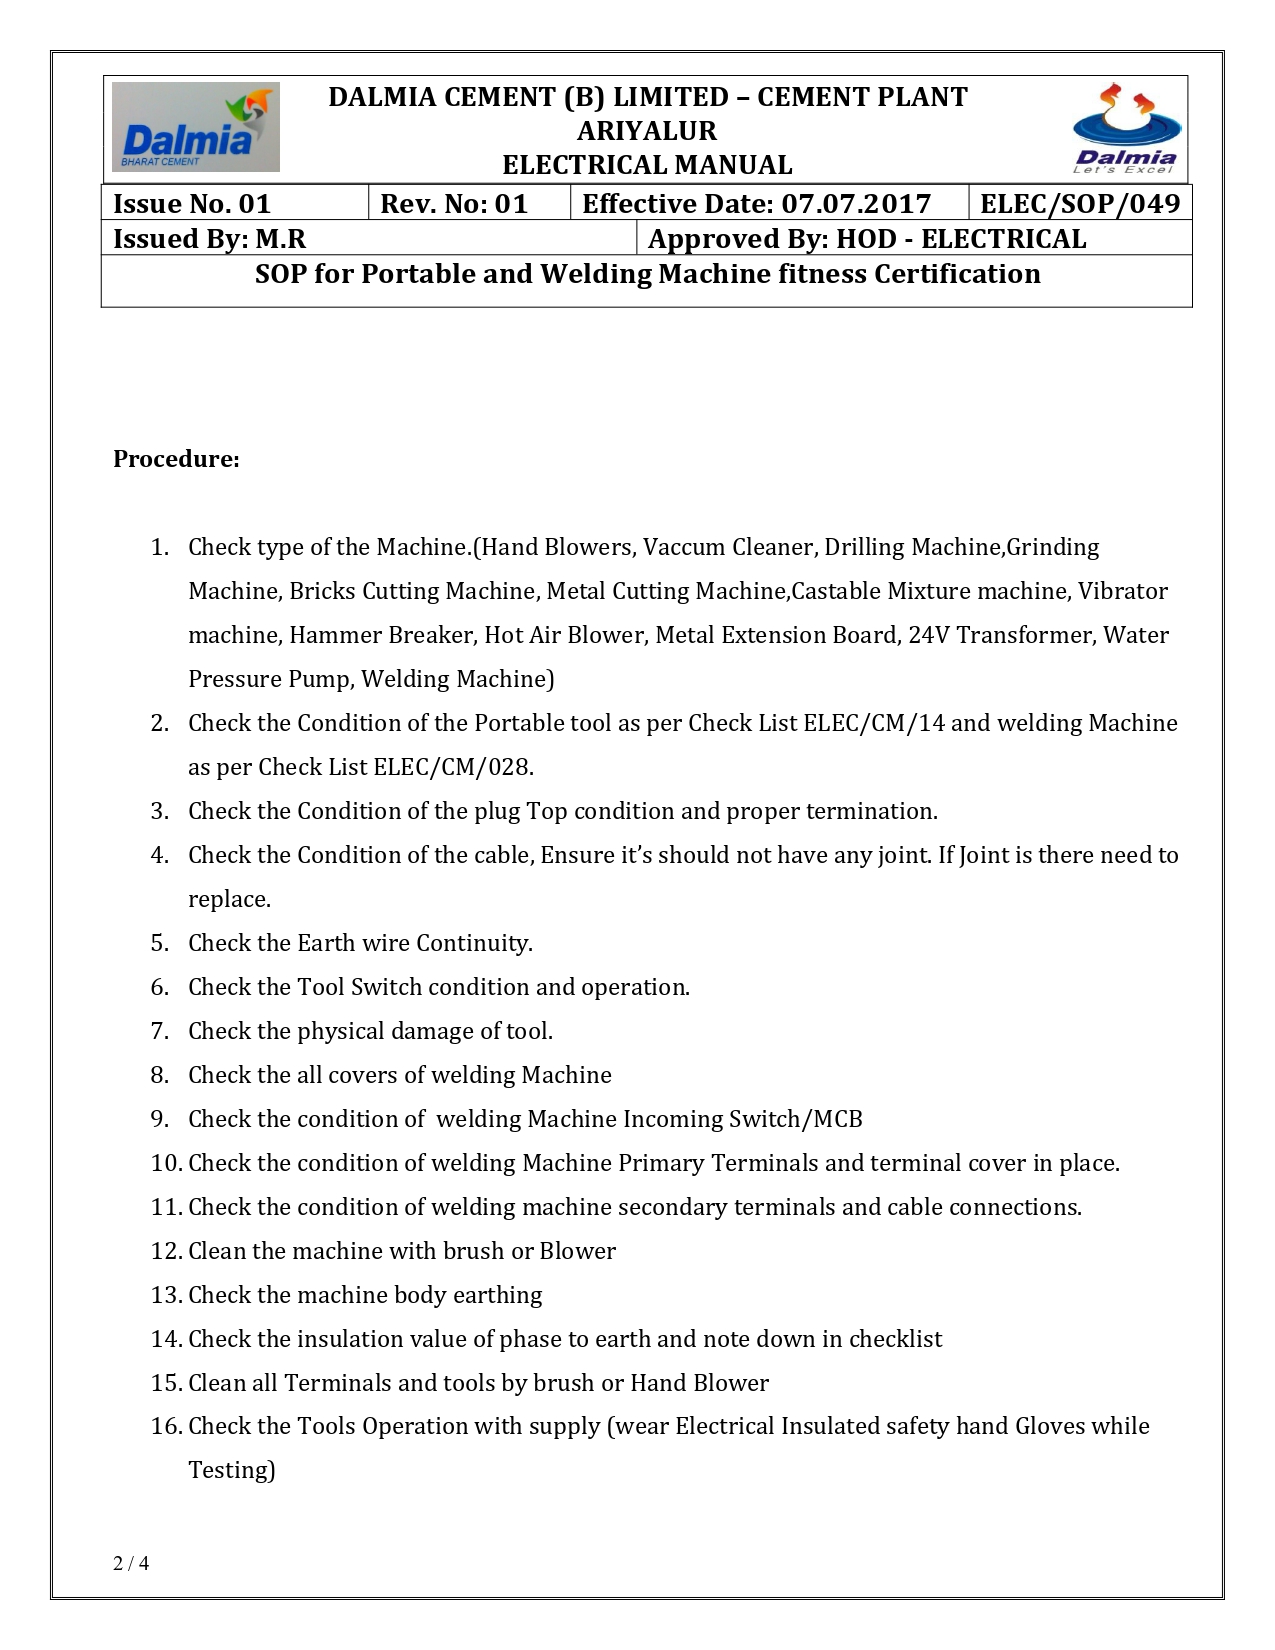 Dalmia
BHARAT CEMENT
DALMIA CEMENT (B) LIMITED – CEMENT PLANT
ARIYALUR
ELECTRICAL MANUAL
Dalmia
Let's Excel
Issue No. 01 Rev. No: 01 Effective Date: 07.07.2017 ELEC/SOP/049
Issued By: M.R Approved By: HOD - ELECTRICAL
SOP for Portable and Welding Machine fitness Certification
Procedure:
1. Check type of the Machine.(Hand Blowers, Vaccum Cleaner, Drilling Machine,Grinding
Machine, Bricks Cutting Machine, Metal Cutting Machine,Castable Mixture machine, Vibrator
machine, Hammer Breaker, Hot Air Blower, Metal Extension Board, 24V Transformer, Water
Pressure Pump, Welding Machine)
2. Check the Condition of the Portable tool as per Check List ELEC/CM/14 and welding Machine
as per Check List ELEC/CM/028.
3. Check the Condition of the plug Top condition and proper termination.
4. Check the Condition of the cable, Ensure it’s should not have any joint. If Joint is there need to
replace.
5. Check the Earth wire Continuity.
6. Check the Tool Switch condition and operation.
7. Check the physical damage of tool.
8. Check the all covers of welding Machine
9. Check the condition of  welding Machine Incoming Switch/MCB
10. Check the condition of welding Machine Primary Terminals and terminal cover in place.
11. Check the condition of welding machine secondary terminals and cable connections.
12. Clean the machine with brush or Blower
13. Check the machine body earthing
14. Check the insulation value of phase to earth and note down in checklist
15. Clean all Terminals and tools by brush or Hand Blower
16. Check the Tools Operation with supply (wear Electrical Insulated safety hand Gloves while
Testing)
2 / 4